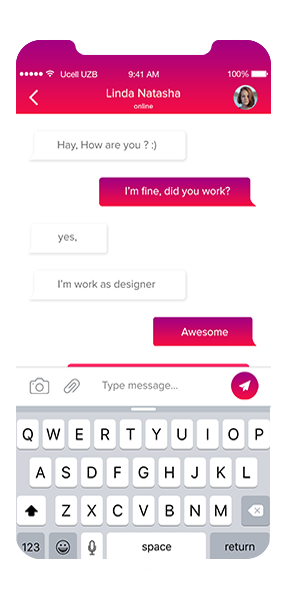 Ucell UZB 9:41 AM 100%
Linda Natasha
online
Hay, How are you ? :)
I'm fine, did you work?
yes,
I'm work as designer
Awesome
Type message...
Q W E R T Y U I O P
A S D F G H J K L
Z X C V B N M
123 space return